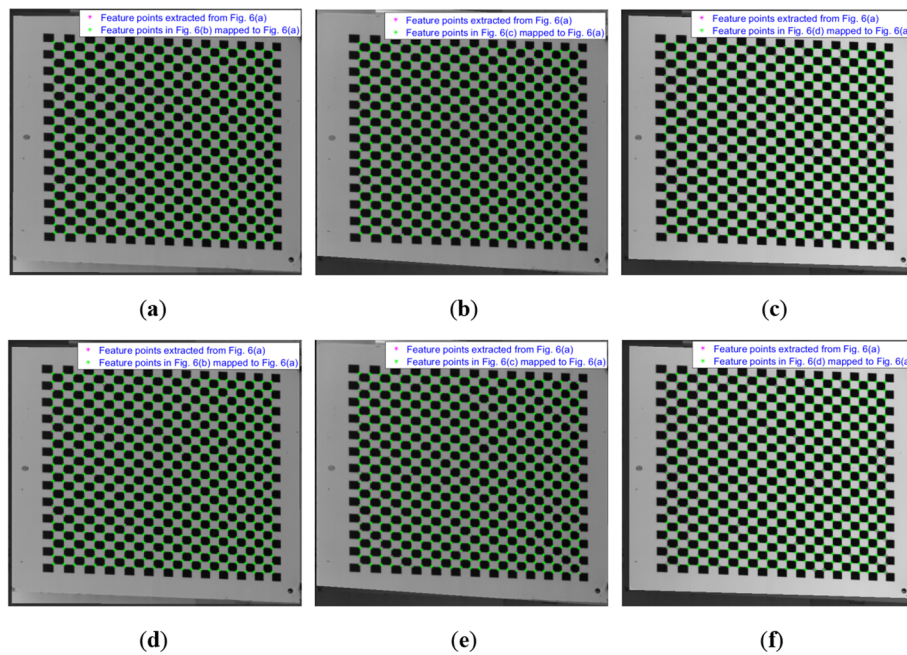 Feature points extracted from Fig. 6(a)
Feature points in Fig. 6(b) mapped to Fig. 6(a)
Feature points extracted from Fig. 6(a)
Feature points in Fig. 6(c) mapped to Fig. 6(a)
Feature points extracted from Fig. 6(a)
Feature points in Fig. 6(d) mapped to Fig. 6(a
(a)
(b)
(c)
Feature points extracted from Fig. 6(a)
Feature points in Fig. 6(b) mapped to Fig. 6(a)
Feature points extracted from Fig. 6(a)
Feature points in Fig. 6(c) mapped to Fig. 6(a)
Feature points extracted from Fig. 6(a)
Feature points in Fig. 6(d) mapped to Fig. 6(a
(d)
(e)
(f)